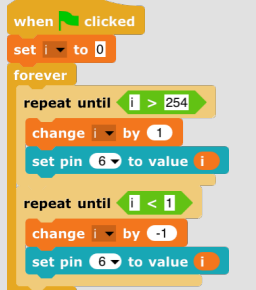 when clicked
set i to 0
forever
repeat until i > 254
change i by 1
set pin 6 to value i
repeat until i < 1
change i by -1
set pin 6 to value i